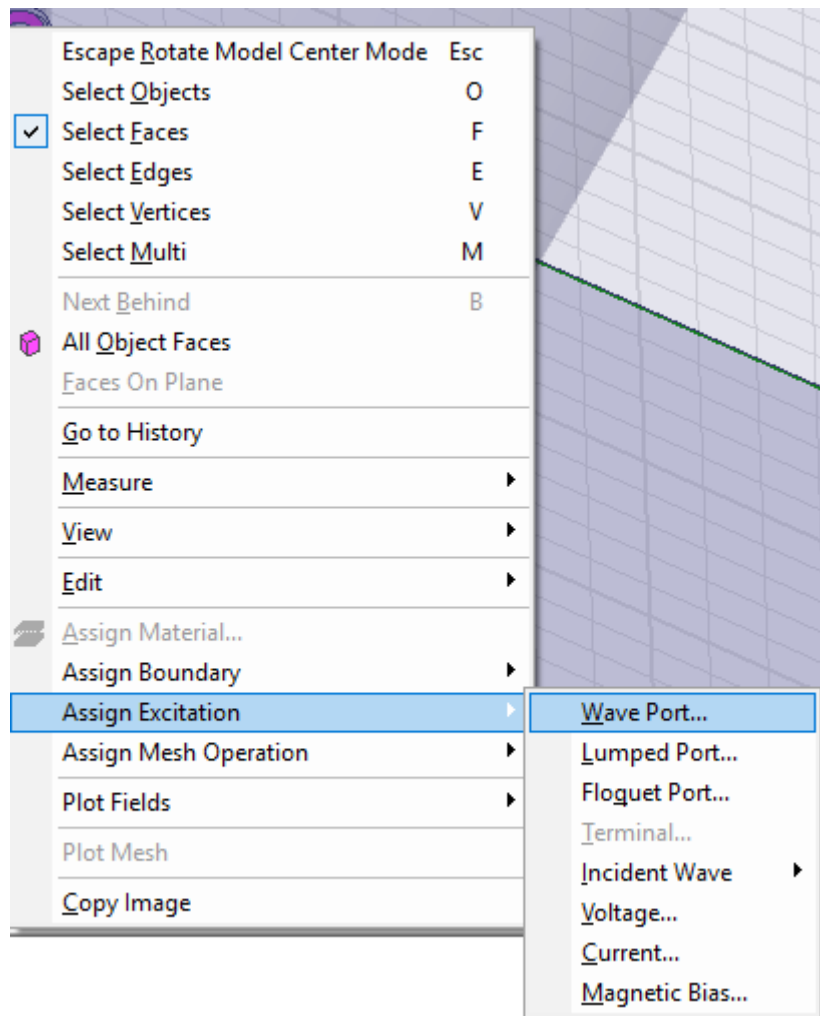 Escape Rotate Model Center Mode Esc
Select Objects O
Select Faces F
Select Edges E
Select Vertices V
Select Multi M
Next Behind B
All Object Faces
Faces On Plane
Go to History
Measure
View
Edit
Assign Material...
Assign Boundary
Assign Excitation
Assign Mesh Operation
Plot Fields
Plot Mesh
Copy Image
Wave Port...
Lumped Port...
Floquet Port...
Terminal...
Incident Wave
Voltage...
Current...
Magnetic Bias...